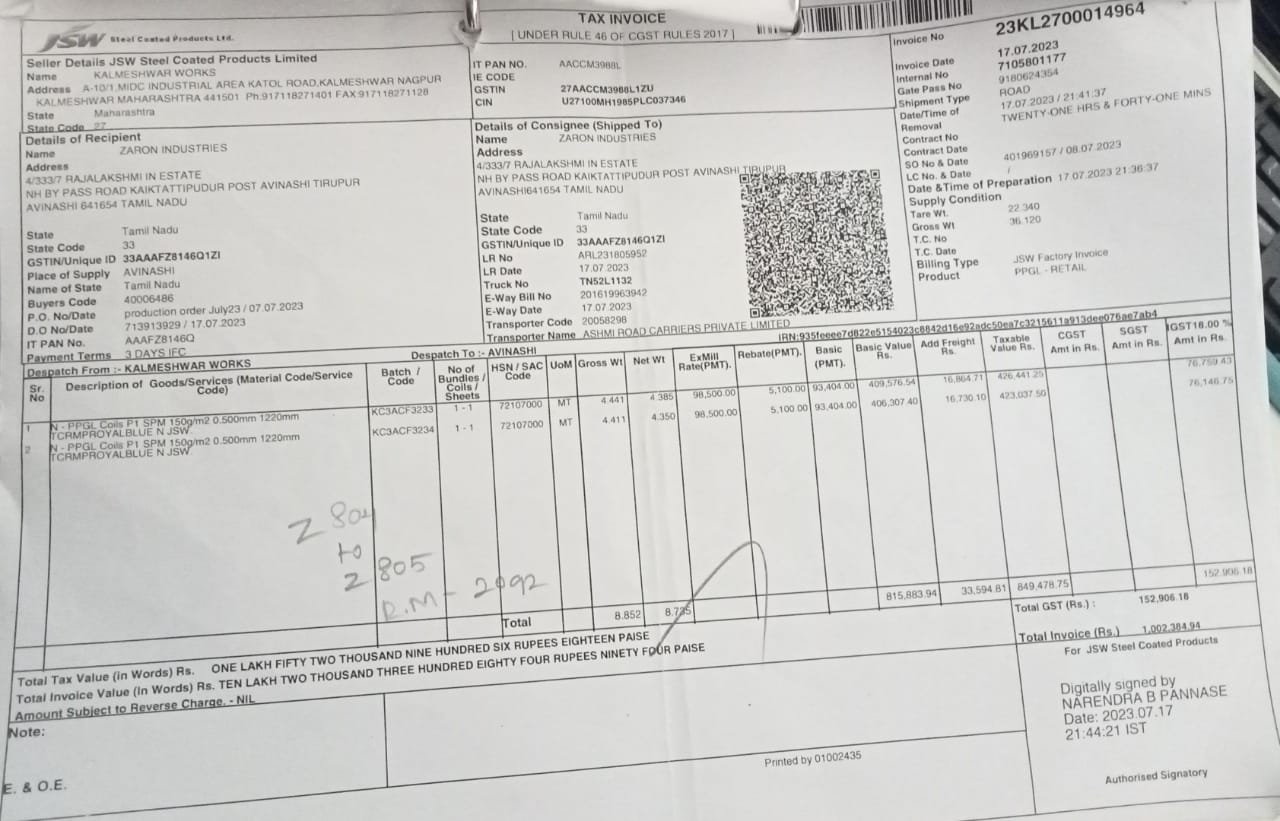 TAX INVOICE
[ UNDER RULE 46 OF CGST RULES 2017 ]
JSW Steel Coated Products Ltd.
Seller Details JSW Steel Coated Products Limited
Name KALMESHWAR WORKS
Address A-10/1,MIDC INDUSTRIAL AREA KATOL ROAD,KALMESHWAR NAGPUR
KALMESHWAR MAHARASHTRA 441501 Ph:917118271401 FAX:917118271128
State Maharashtra
State Code 27
IT PAN NO. AACCM3988L
IE CODE
GSTIN 27AACCM3988L1ZU
CIN U27100MH1985PLC037346
Invoice No 23KL2700014964
Invoice Date 17.07.2023
Internal No 7105801177
Gate Pass No 9180624354
Shipment Type ROAD
Date/Time of Removal 17.07.2023 / 21:41:37
TWENTY-ONE HRS & FORTY-ONE MINS
Contract No
Contract Date
SO No & Date 401969157 / 08.07.2023
LC No. & Date /
Date &Time of Preparation 17.07.2023 21:36:37
Supply Condition
Tare Wt. 22.340
Gross Wt 36.120
T.C. No
T.C. Date
Billing Type JSW Factory Invoice
Product PPGL - RETAIL
Details of Recipient
Name ZARON INDUSTRIES
Address
4/333/7 RAJALAKSHMI IN ESTATE
NH BY PASS ROAD KAIKTATTIPUDUR POST AVINASHI TIRUPUR
AVINASHI 641654 TAMIL NADU
State Tamil Nadu
State Code 33
GSTIN/Unique ID 33AAAFZ8146Q1ZI
Place of Supply AVINASHI
Name of State Tamil Nadu
Buyers Code 40006486
P.O. No/Date production order July23 / 07.07.2023
D.O No/Date 713913929 / 17.07.2023
IT PAN No. AAAFZ8146Q
Payment Terms 3 DAYS IFC
Details of Consignee (Shipped To)
Name ZARON INDUSTRIES
Address
4/333/7 RAJALAKSHMI IN ESTATE
NH BY PASS ROAD KAIKTATTIPUDUR POST AVINASHI TIRUPUR
AVINASHI641654 TAMIL NADU
State Tamil Nadu
State Code 33
GSTIN/Unique ID 33AAAFZ8146Q1ZI
LR No ARL231805952
LR Date 17.07.2023
Truck No TN52L1132
E-Way Bill No 201619963942
E-Way Date 17.07.2023
Transporter Code 20058298
Transporter Name ASHMI ROAD CARRIERS PRIVATE LIMITED
Despatch From :- KALMESHWAR WORKS
Despatch To :- AVINASHI
Sr. No Description of Goods/Services (Material Code/Service Code) Batch / Code No of Bundles / Coils / Sheets HSN / SAC Code UoM Gross Wt Net Wt ExMill Rate(PMT). Rebate(PMT). Basic (PMT). Basic Value Rs. Add Freight Rs. Taxable Value Rs. CGST Amt in Rs. SGST Amt in Rs. IGST18.00 % Amt in Rs.
1 N - PPGL Coils P1 SPM 150g/m2 0.500mm 1220mm KC3ACF3233 1 - 1 72107000 MT 4.441 4.385 98,500.00 5,100.00 93,404.00 409,576.54 16,864.71 426,441.25 76,759.43
TCRMPROYALBLUE N JSW
2 N - PPGL Coils P1 SPM 150g/m2 0.500mm 1220mm KC3ACF3234 1 - 1 72107000 MT 4.411 4.350 98,500.00 5,100.00 93,404.00 406,307.40 16,730.10 423,037.50 76,146.75
TCRMPROYALBLUE N JSW
Z 804
to
Z 805
R.M - 2092
Total 8.852 8.735 815,883.94 33,594.81 849,478.75 152,906.18
Total GST (Rs.) : 152,906.18
Total Invoice (Rs.) 1,002,384.94
Total Tax Value (in Words) Rs. ONE LAKH FIFTY TWO THOUSAND NINE HUNDRED SIX RUPEES EIGHTEEN PAISE
Total Invoice Value (in Words) Rs. TEN LAKH TWO THOUSAND THREE HUNDRED EIGHTY FOUR RUPEES NINETY FOUR PAISE
Amount Subject to Reverse Charge. - NIL
Note:
For JSW Steel Coated Products
Digitally signed by
NARENDRA B PANNASE
Date: 2023.07.17
21:44:21 IST
Printed by 01002435
Authorised Signatory
E. & O.E.